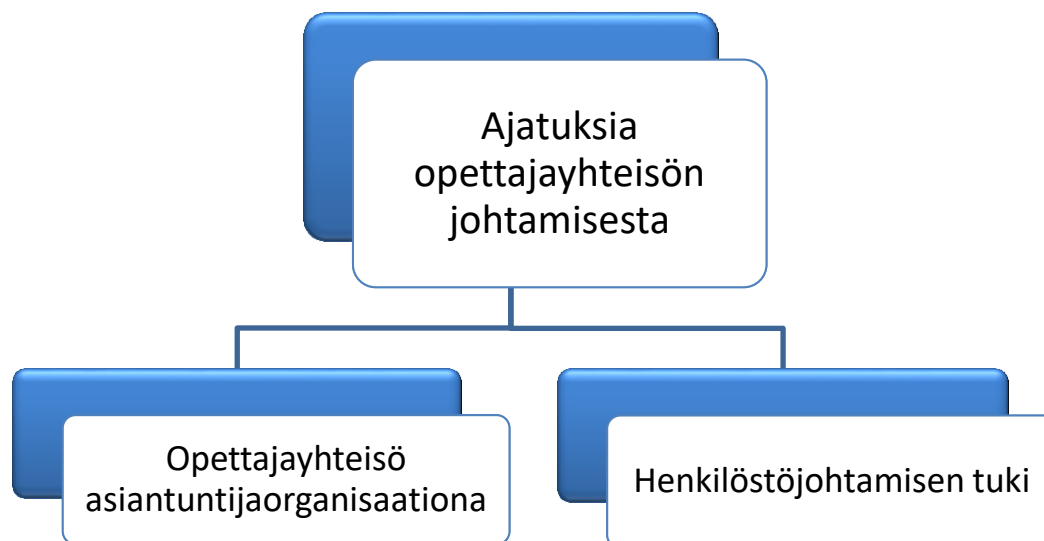 Ajatuksia
opettajayhteisön
johtamisesta
Opettajayhteisö
asiantuntijaorganisaationa
Henkilöstöjohtamisen tuki